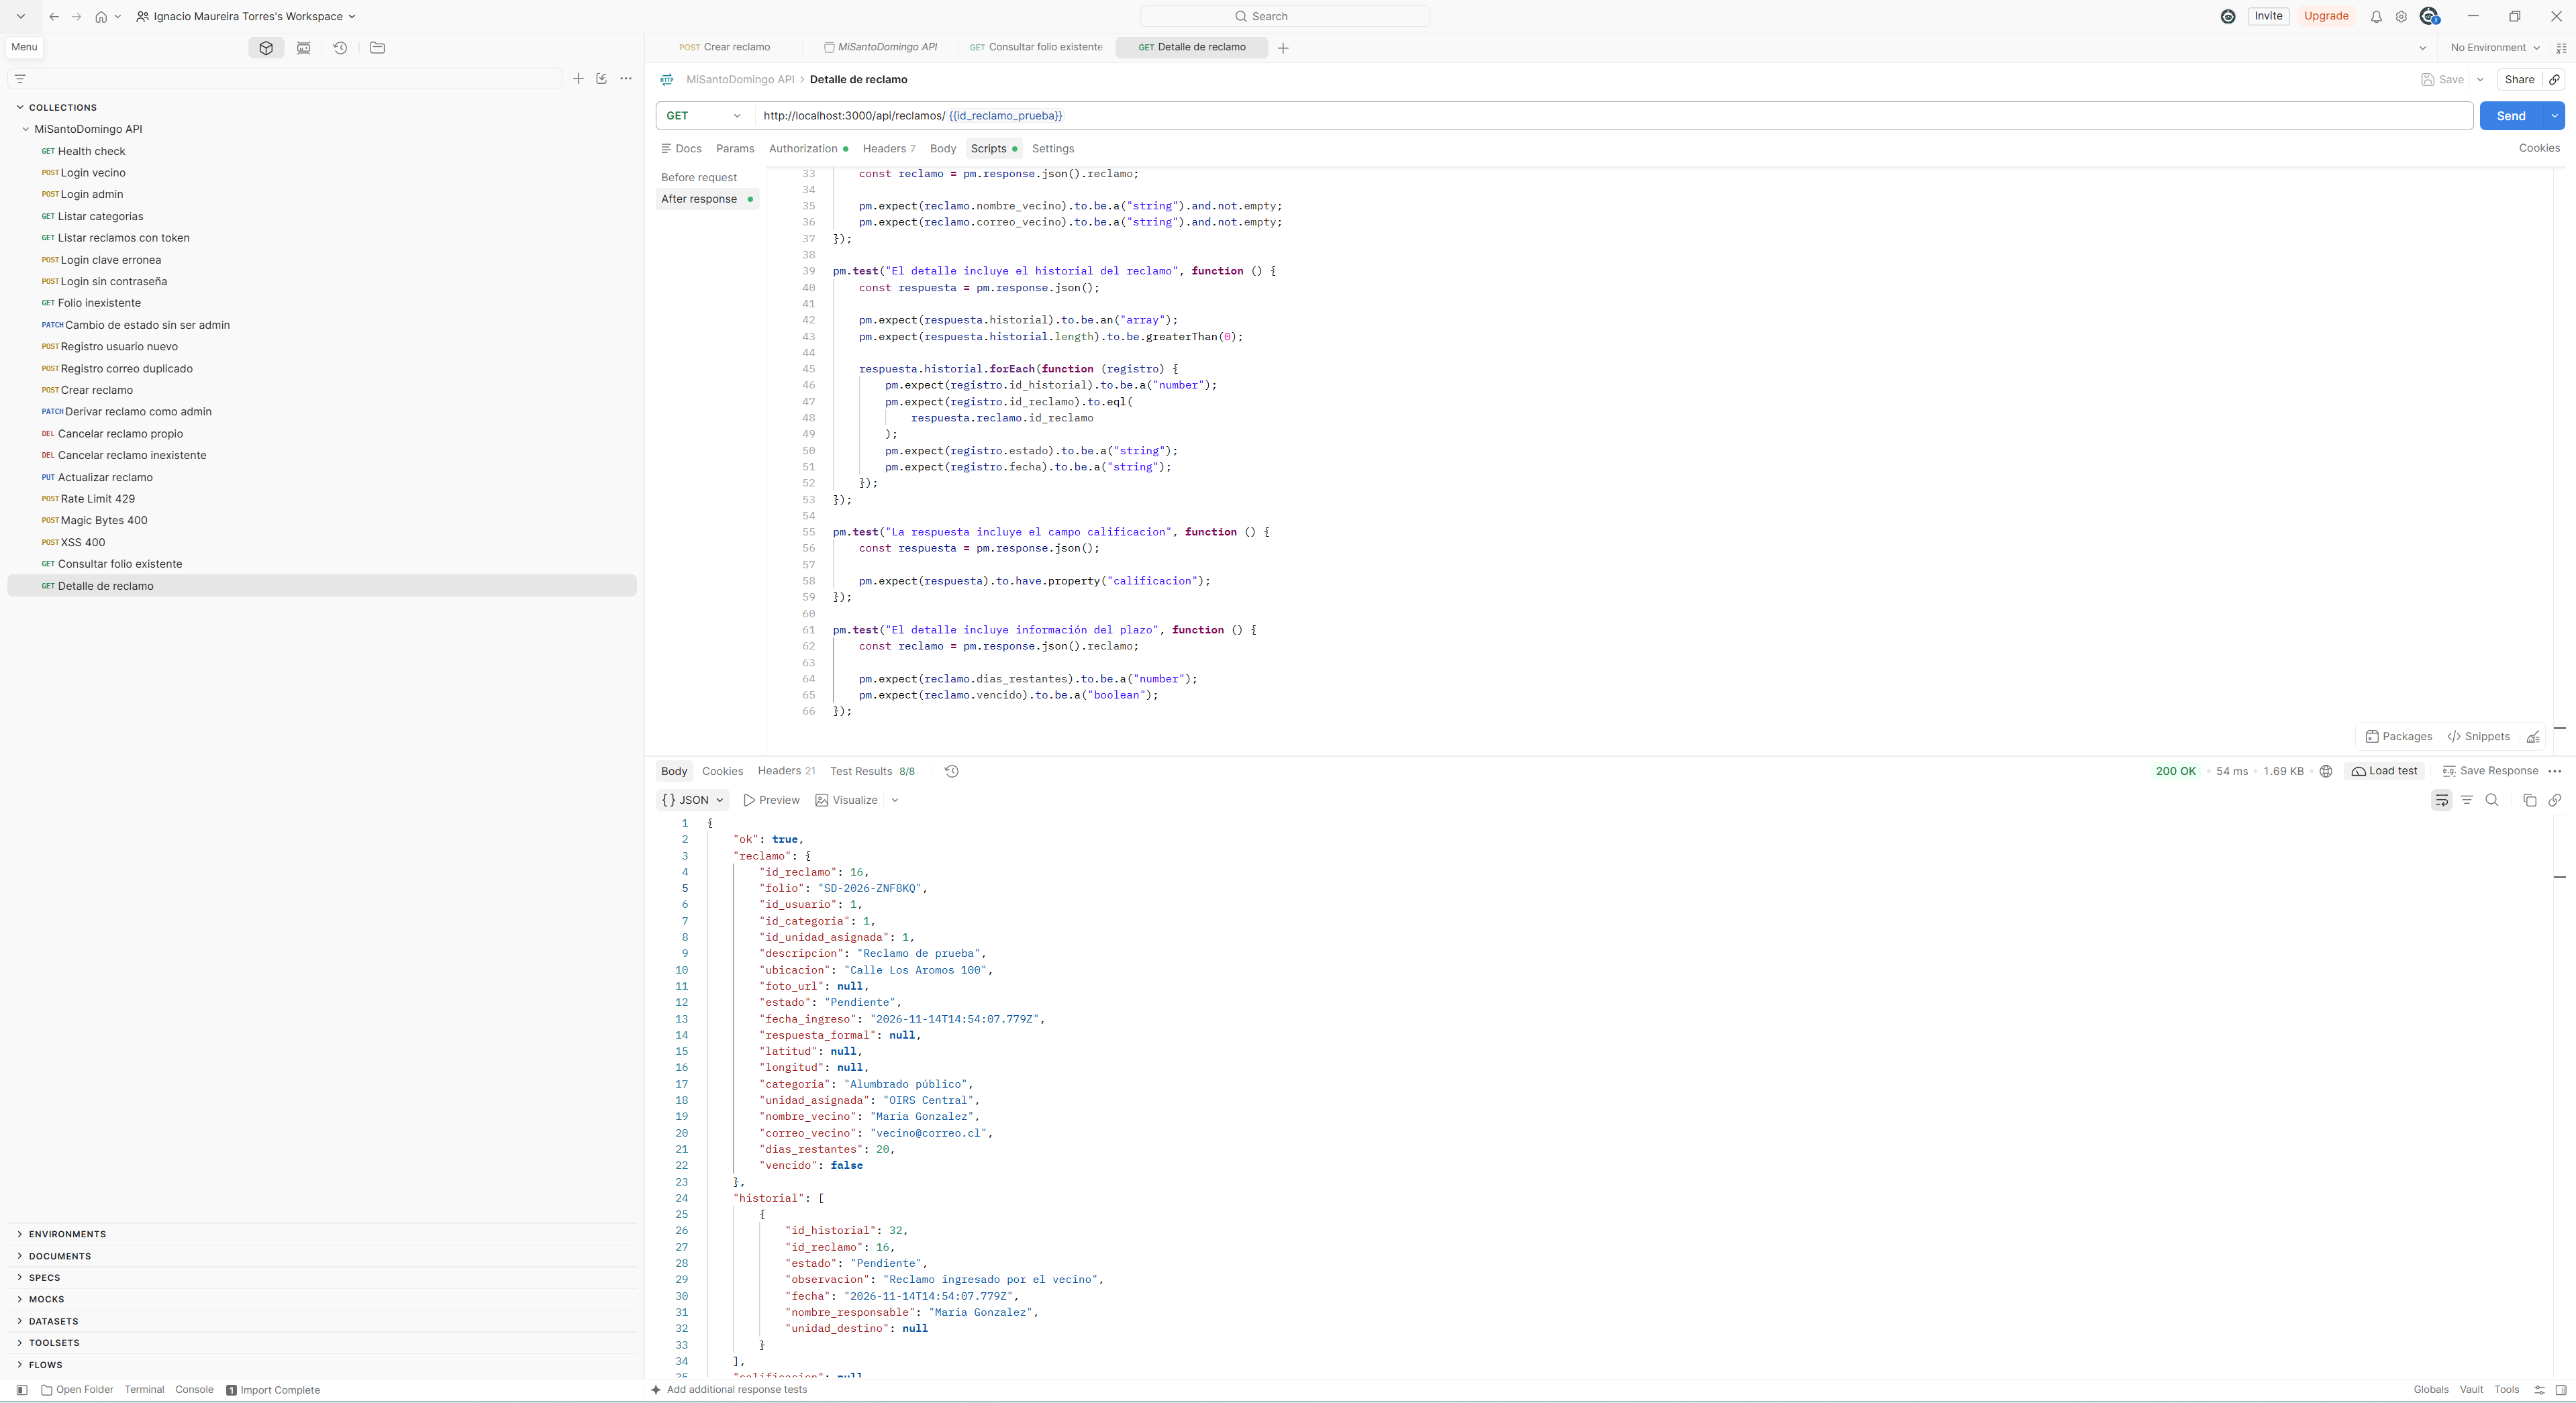 Ignacio Maureira Torres's Workspace
Search
Invite
Upgrade
Menu
POST Crear reclamo
MiSantoDomingo API
GET Consultar folio existente
GET Detalle de reclamo
No Environment
COLLECTIONS
MiSantoDomingo API
GET Health check
POST Login vecino
POST Login admin
GET Listar categorias
GET Listar reclamos con token
POST Login clave erronea
POST Login sin contraseña
GET Folio inexistente
PATCH Cambio de estado sin ser admin
POST Registro usuario nuevo
POST Registro correo duplicado
POST Crear reclamo
PATCH Derivar reclamo como admin
DEL Cancelar reclamo propio
DEL Cancelar reclamo inexistente
PUT Actualizar reclamo
POST Rate Limit 429
POST Magic Bytes 400
POST XSS 400
GET Consultar folio existente
GET Detalle de reclamo
ENVIRONMENTS
DOCUMENTS
SPECS
MOCKS
DATASETS
TOOLSETS
FLOWS
HTTP MiSantoDomingo API > Detalle de reclamo
Save
Share
GET http://localhost:3000/api/reclamos/ {{id_reclamo_prueba}}
Send
Docs Params Authorization Headers 7 Body Scripts Settings
Cookies
Before request
After response
33 const reclamo = pm.response.json().reclamo;
34
35 pm.expect(reclamo.nombre_vecino).to.be.a("string").and.not.empty;
36 pm.expect(reclamo.correo_vecino).to.be.a("string").and.not.empty;
37 });
38
39 pm.test("El detalle incluye el historial del reclamo", function () {
40 const respuesta = pm.response.json();
41
42 pm.expect(respuesta.historial).to.be.an("array");
43 pm.expect(respuesta.historial.length).to.be.greaterThan(0);
44
45 respuesta.historial.forEach(function (registro) {
46 pm.expect(registro.id_historial).to.be.a("number");
47 pm.expect(registro.id_reclamo).to.eql(
48 respuesta.reclamo.id_reclamo
49 );
50 pm.expect(registro.estado).to.be.a("string");
51 pm.expect(registro.fecha).to.be.a("string");
52 });
53 });
54
55 pm.test("La respuesta incluye el campo calificacion", function () {
56 const respuesta = pm.response.json();
57
58 pm.expect(respuesta).to.have.property("calificacion");
59 });
60
61 pm.test("El detalle incluye información del plazo", function () {
62 const reclamo = pm.response.json().reclamo;
63
64 pm.expect(reclamo.dias_restantes).to.be.a("number");
65 pm.expect(reclamo.vencido).to.be.a("boolean");
66 });
Packages </> Snippets
Body Cookies Headers 21 Test Results 8/8
200 OK 54 ms 1.69 KB Load test e.g. Save Response
{} JSON Preview Visualize
1 {
2 "ok": true,
3 "reclamo": {
4 "id_reclamo": 16,
5 "folio": "SD-2026-ZNF8KQ",
6 "id_usuario": 1,
7 "id_categoria": 1,
8 "id_unidad_asignada": 1,
9 "descripcion": "Reclamo de prueba",
10 "ubicacion": "Calle Los Aromos 100",
11 "foto_url": null,
12 "estado": "Pendiente",
13 "fecha_ingreso": "2026-11-14T14:54:07.779Z",
14 "respuesta_formal": null,
15 "latitud": null,
16 "longitud": null,
17 "categoria": "Alumbrado público",
18 "unidad_asignada": "OIRS Central",
19 "nombre_vecino": "Maria Gonzalez",
20 "correo_vecino": "vecino@correo.cl",
21 "dias_restantes": 20,
22 "vencido": false
23 },
24 "historial": [
25 {
26 "id_historial": 32,
27 "id_reclamo": 16,
28 "estado": "Pendiente",
29 "observacion": "Reclamo ingresado por el vecino",
30 "fecha": "2026-11-14T14:54:07.779Z",
31 "nombre_responsable": "Maria Gonzalez",
32 "unidad_destino": null
33 }
34 ],
35 "calificacion": null
Open Folder Terminal Console 1 Import Complete
Add additional response tests
Globals Vault Tools